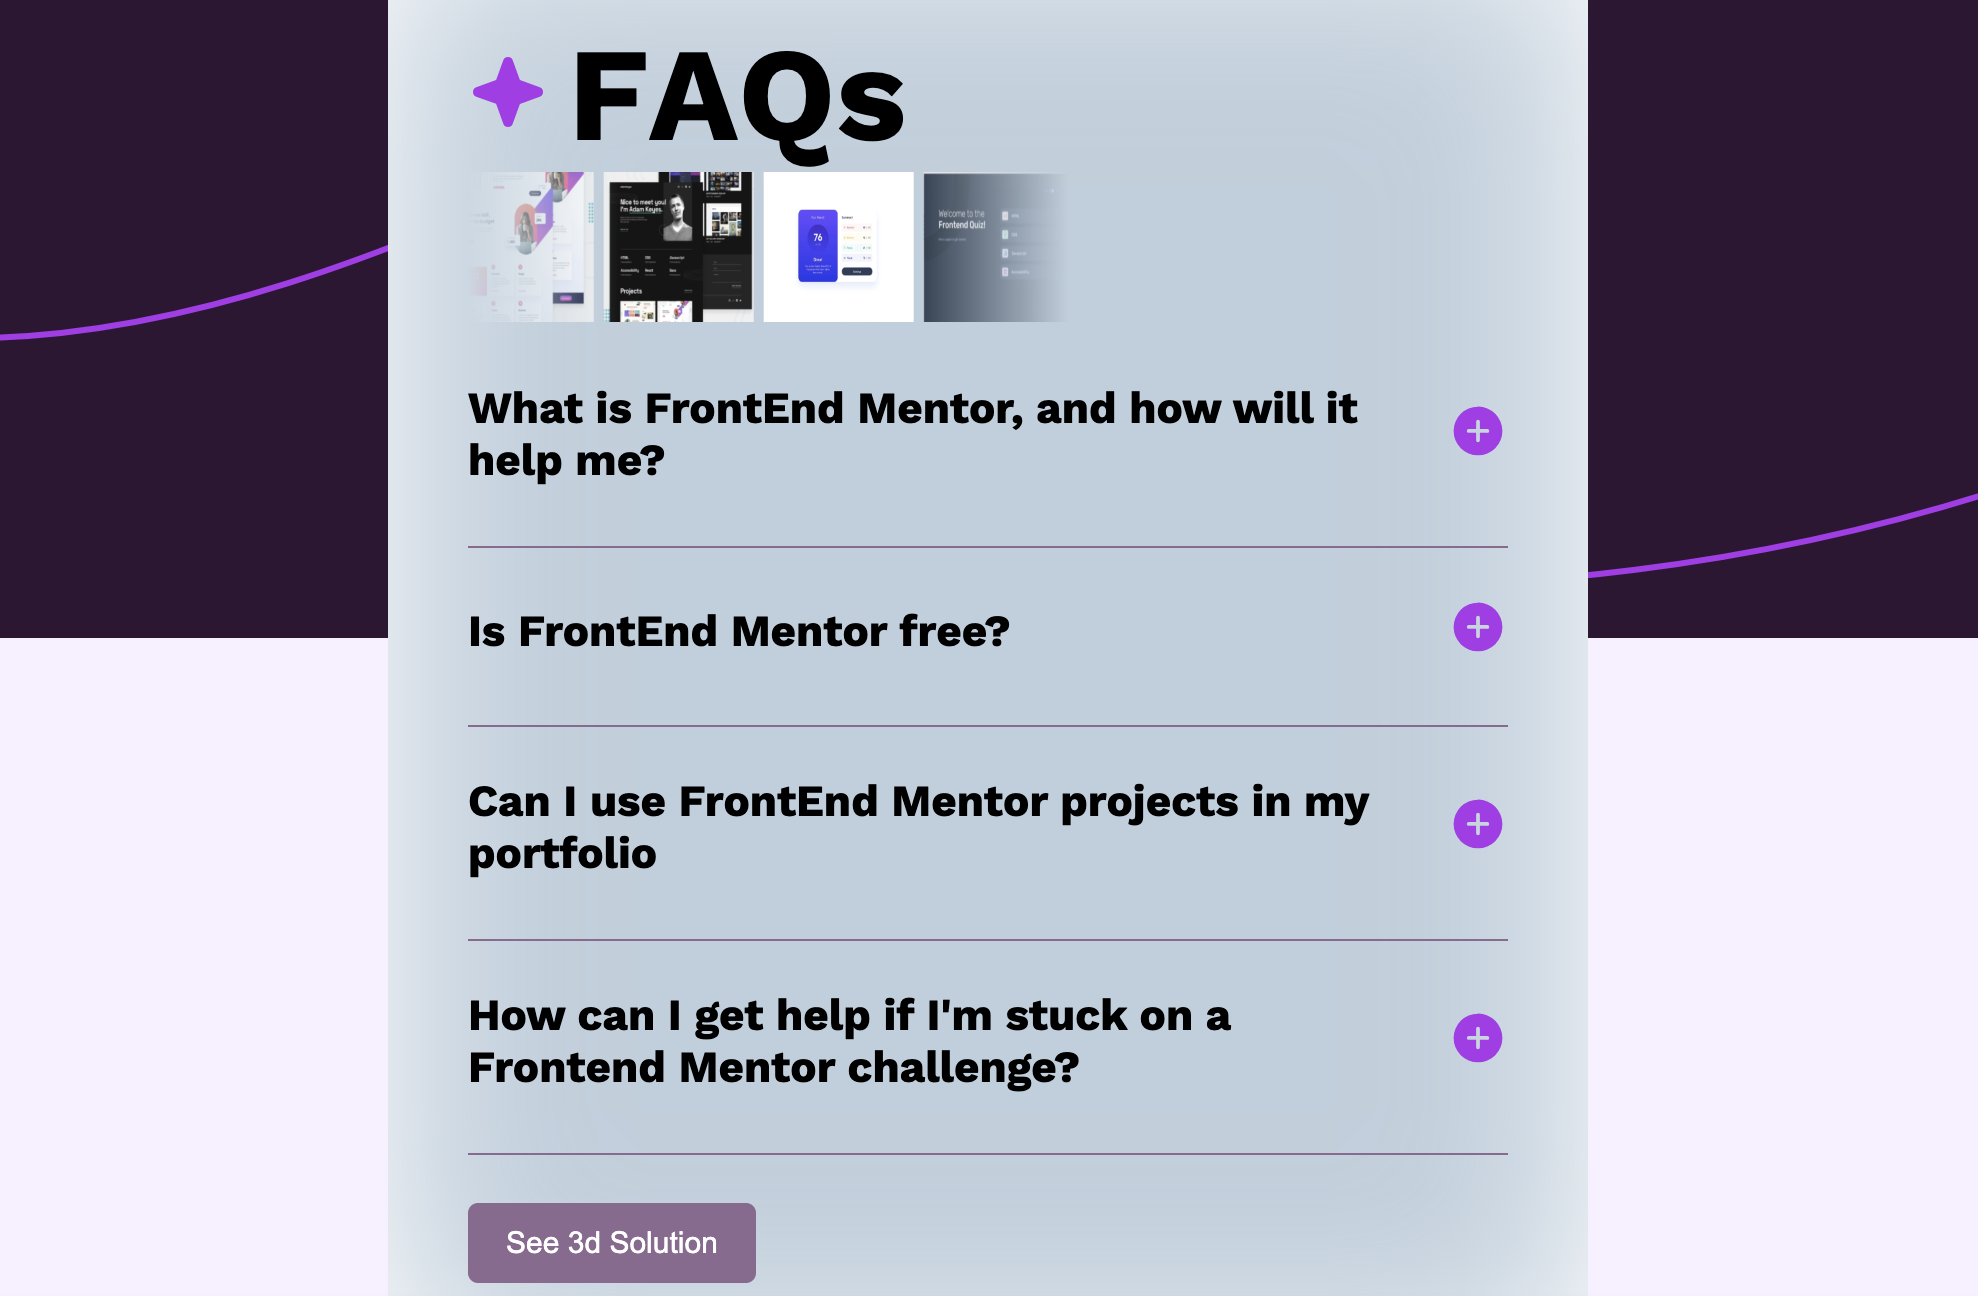 FAQs
Nice to meet you!
I'm Adam Keyes.
Projects
76
Welcome to the
Frontend Quiz!
What is FrontEnd Mentor, and how will it
help me?
Is FrontEnd Mentor free?
Can I use FrontEnd Mentor projects in my
portfolio
How can I get help if I'm stuck on a
Frontend Mentor challenge?
See 3d Solution